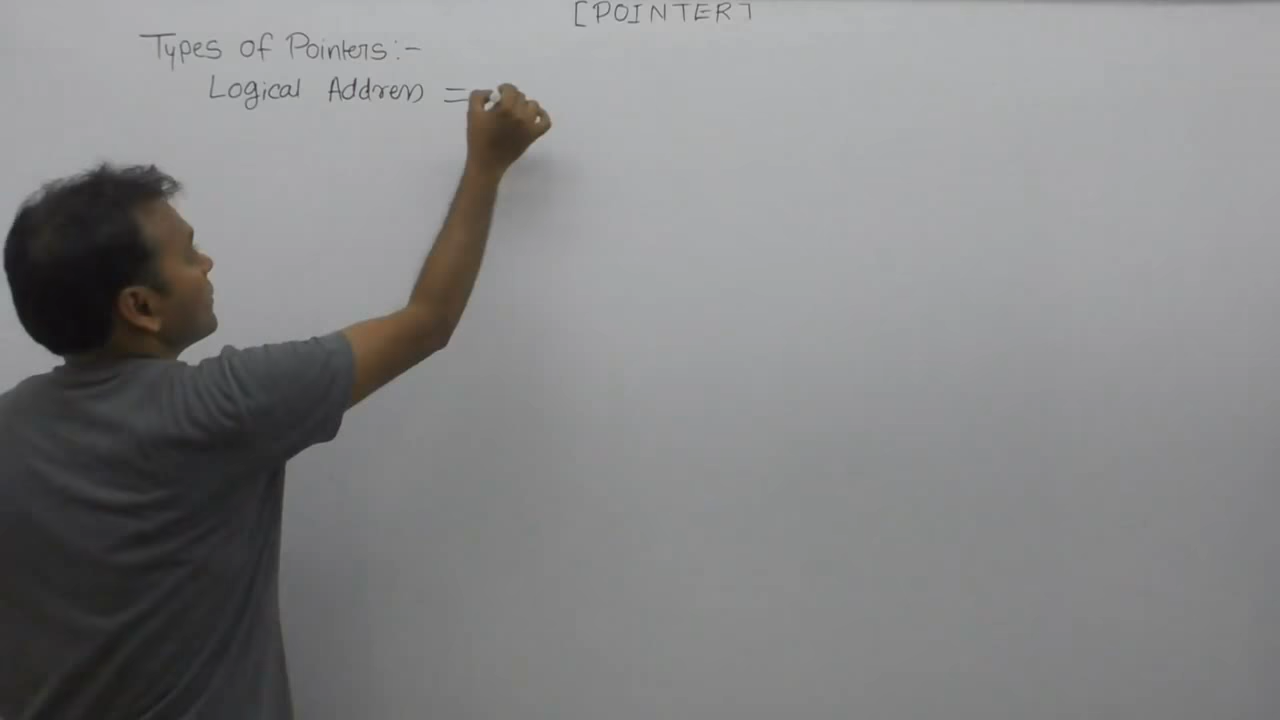 [POINTER]
Types of Pointers:-
Logical Address =